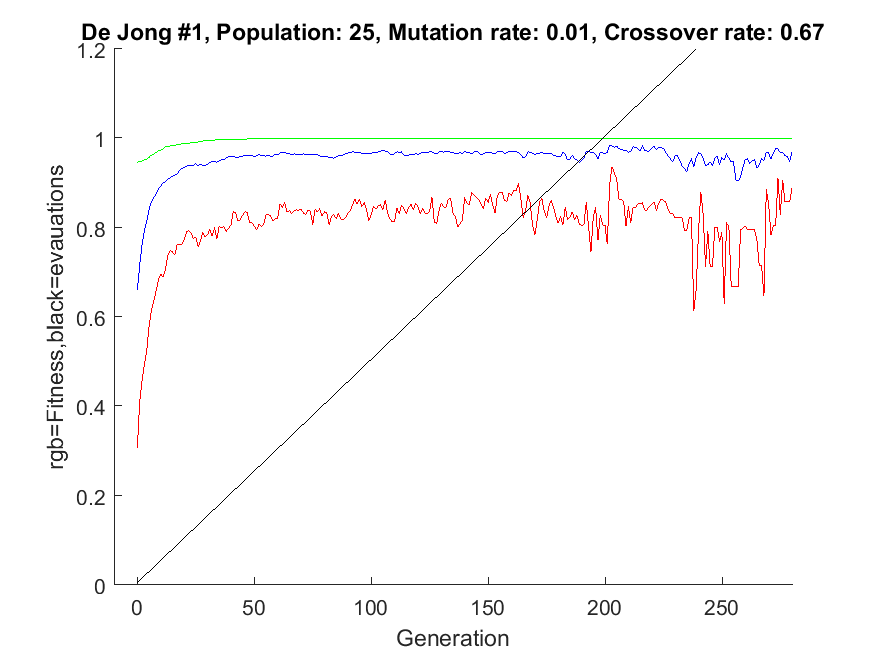 De Jong #1, Population: 25, Mutation rate: 0.01, Crossover rate: 0.67
rgb=Fitness,black=evauations
1.2
1
0.8
0.6
0.4
0.2
0
0 50 100 150 200 250
Generation